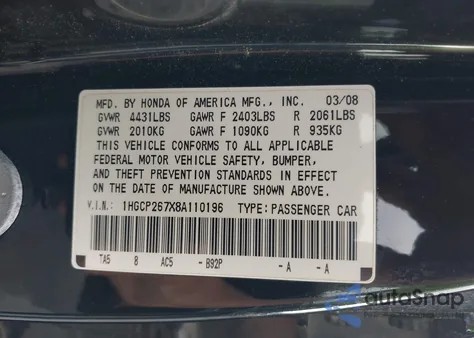 MFD. BY HONDA OF AMERICA MFG., INC. 03/08
GVWR 4431LBS GAWR F 2403LBS R 2061LBS
GVWR 2010KG GAWR F 1090KG R 935KG
THIS VEHICLE CONFORMS TO ALL APPLICABLE
FEDERAL MOTOR VEHICLE SAFETY, BUMPER,
AND THEFT PREVENTION STANDARDS IN EFFECT
ON THE DATE OF MANUFACTURE SHOWN ABOVE.
V.I.N.: 1HGCP267X8A110196 TYPE: PASSENGER CAR
TA5 8 AC5 - B92P - A - A
autoSnap